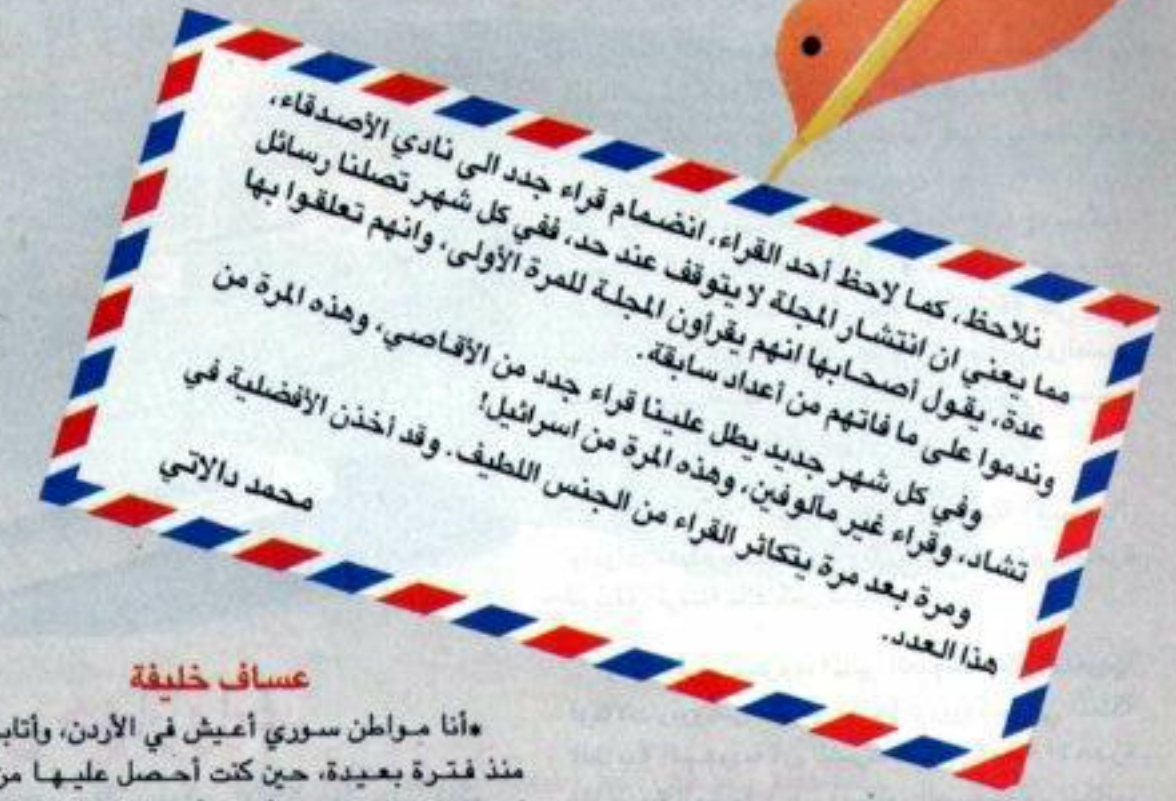 نلاحظ، كما لاحظ أحد القراء، انضمام قراء جدد الى نادي الأصدقاء،
مما يعني ان انتشار المجلة لا يتوقف عند حد، ففي كل شهر تصلنا رسائل
عدة، يقول أصحابها انهم يقرأون المجلة للمرة الأولى، وانهم تعلقوا بها
وندموا على ما فاتهم من أعداد سابقة.
وفي كل شهر جديد يطل علينا قراء جدد من الأقاصي، وهذه المرة من
تشاد، وقراء غير مألوفين، وهذه المرة من اسرائيل!
ومرة بعد مرة يتكاثر القراء من الجنس اللطيف. وقد أخذن الأفضلية في
هذا العدد.
محمد دالاتي
عساف خليفة
•أنا مواطن سوري أعيش في الأردن، وأتاب
منذ فترة بعيدة، حين كنت أحصل عليها من